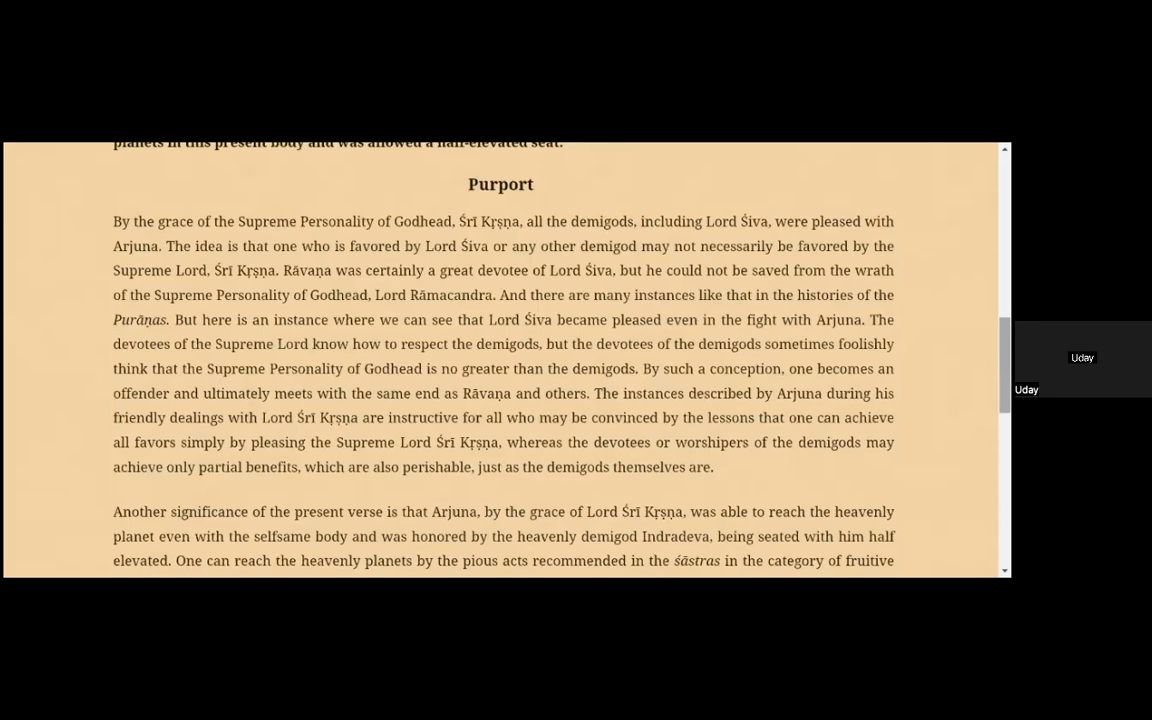 planets in this present body and was allowed a half-elevated seat.
Purport
By the grace of the Supreme Personality of Godhead, Śrī Kṛṣṇa, all the demigods, including Lord Śiva, were pleased with
Arjuna. The idea is that one who is favored by Lord Śiva or any other demigod may not necessarily be favored by the
Supreme Lord, Śrī Kṛṣṇa. Rāvaṇa was certainly a great devotee of Lord Śiva, but he could not be saved from the wrath
of the Supreme Personality of Godhead, Lord Rāmacandra. And there are many instances like that in the histories of the
Purāṇas. But here is an instance where we can see that Lord Śiva became pleased even in the fight with Arjuna. The
devotees of the Supreme Lord know how to respect the demigods, but the devotees of the demigods sometimes foolishly
think that the Supreme Personality of Godhead is no greater than the demigods. By such a conception, one becomes an
offender and ultimately meets with the same end as Rāvaṇa and others. The instances described by Arjuna during his
friendly dealings with Lord Śrī Kṛṣṇa are instructive for all who may be convinced by the lessons that one can achieve
all favors simply by pleasing the Supreme Lord Śrī Kṛṣṇa, whereas the devotees or worshipers of the demigods may
achieve only partial benefits, which are also perishable, just as the demigods themselves are.
Another significance of the present verse is that Arjuna, by the grace of Lord Śrī Kṛṣṇa, was able to reach the heavenly
planet even with the selfsame body and was honored by the heavenly demigod Indradeva, being seated with him half
elevated. One can reach the heavenly planets by the pious acts recommended in the śāstras in the category of fruitive
Uday
Uday